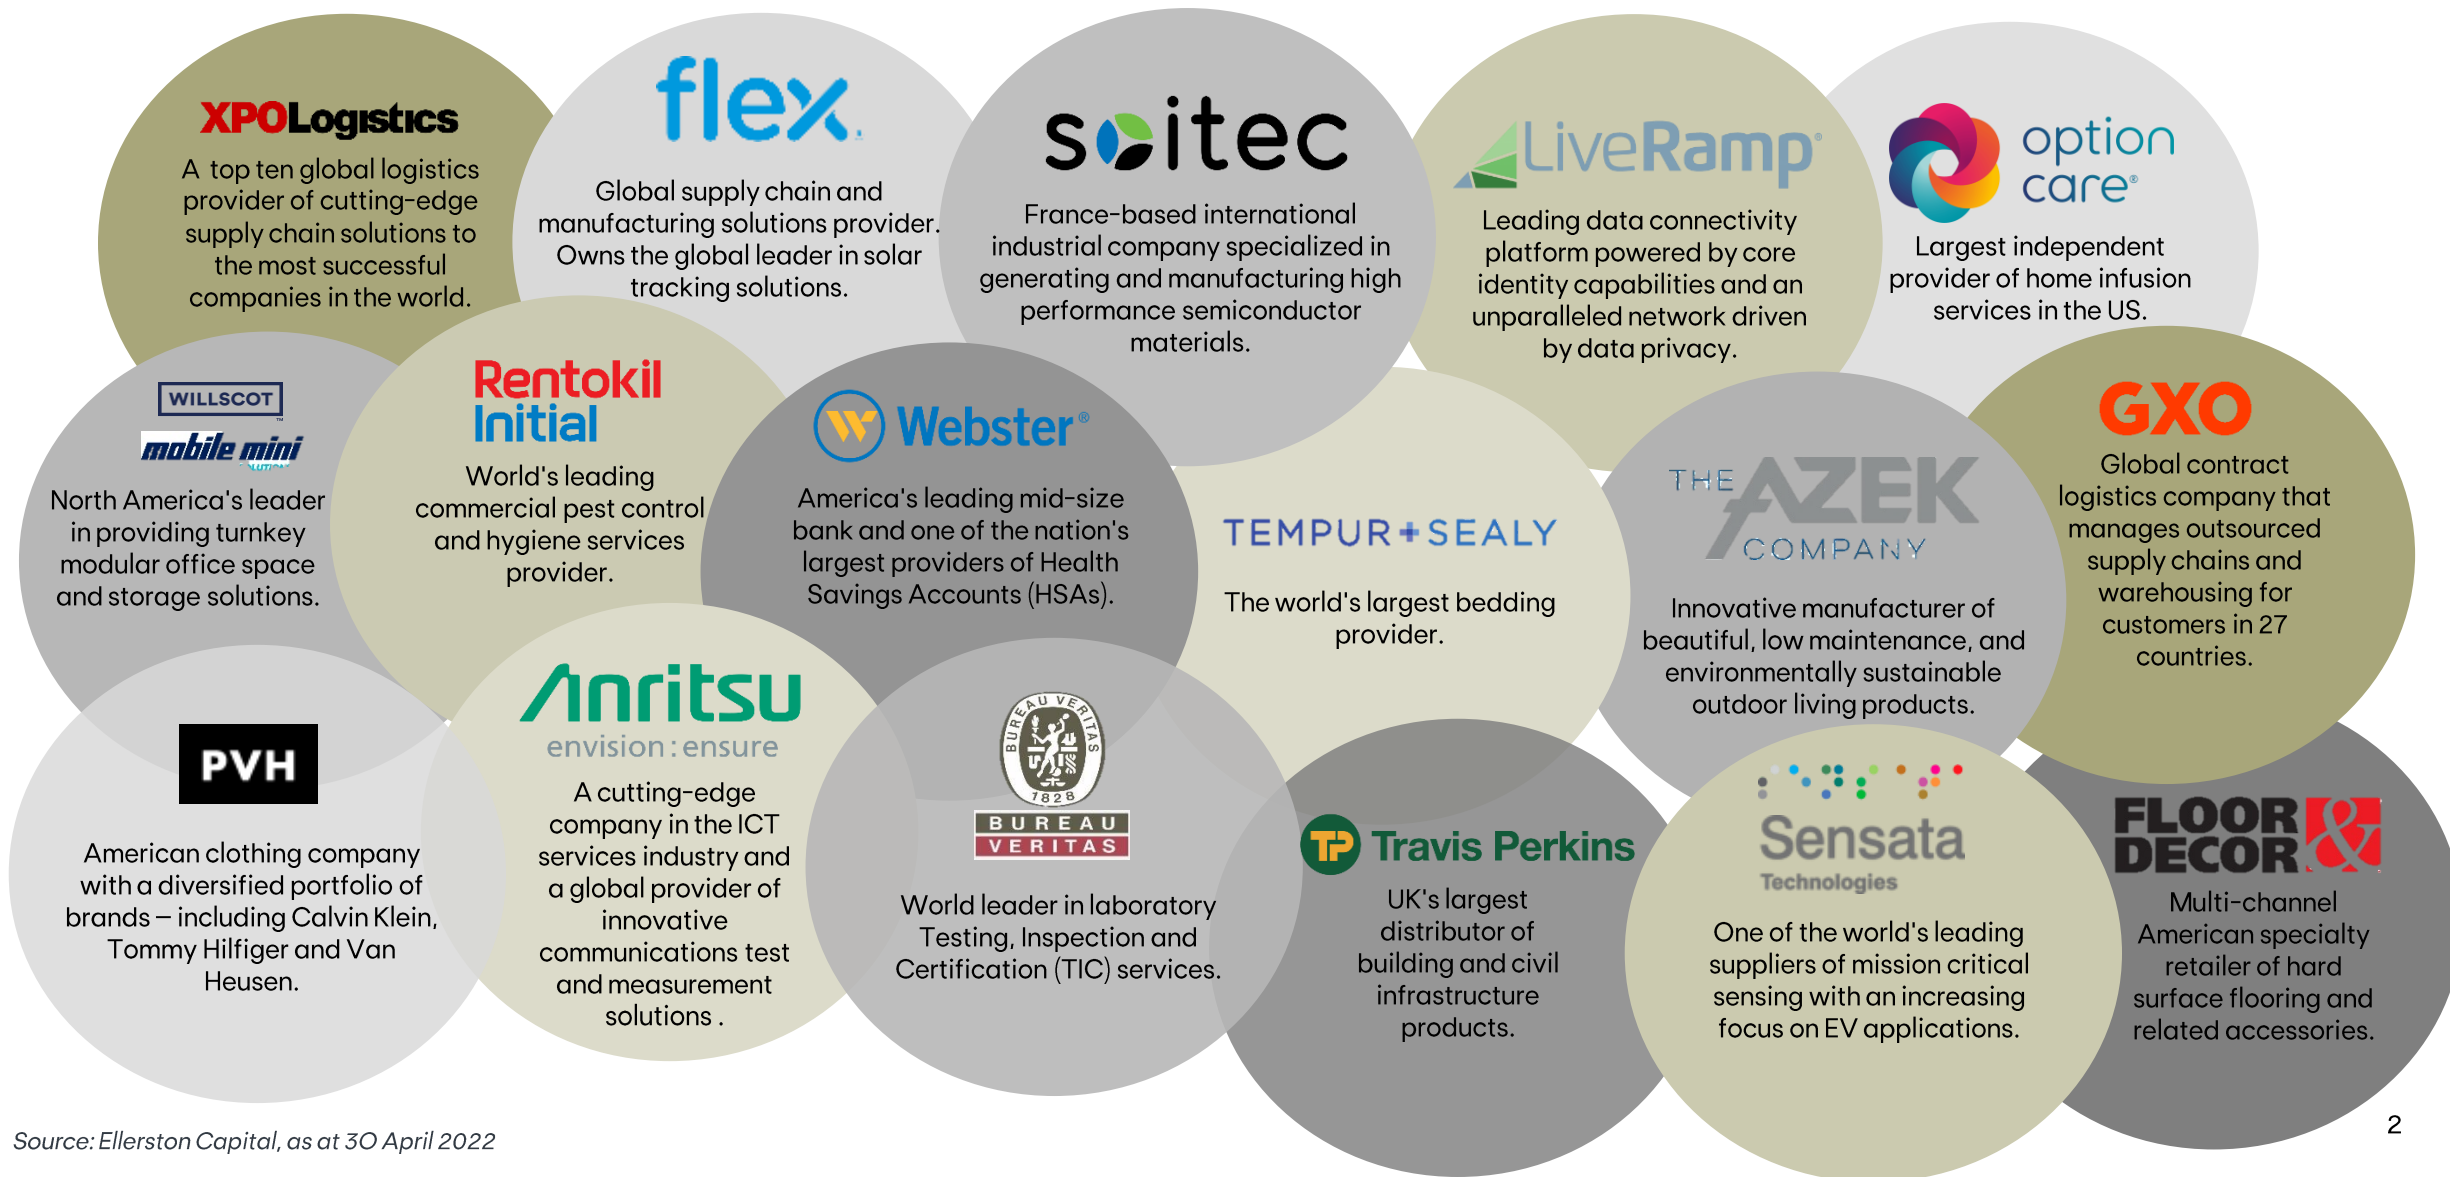 XPOLogistics
A top ten global logistics
provider of cutting-edge
supply chain solutions to
the most successful
companies in the world.
flex
Global supply chain and
manufacturing solutions provider.
Owns the global leader in solar
tracking solutions.
soitec
France-based international
industrial company specialized in
generating and manufacturing high
performance semiconductor
materials.
LiveRamp®
Leading data connectivity
platform powered by core
identity capabilities and an
unparalleled network driven
by data privacy.
option
care®
Largest independent
provider of home infusion
services in the US.
WILLSCOT
™
mobile mini
North America's leader
in providing turnkey
modular office space
and storage solutions.
Rentokil
Initial
World's leading
commercial pest control
and hygiene services
provider.
W Webster®
America's leading mid-size
bank and one of the nation's
largest providers of Health
Savings Accounts (HSAs).
TEMPUR+SEALY
The world's largest bedding
provider.
THE AZEK
COMPANY
Innovative manufacturer of
beautiful, low maintenance, and
environmentally sustainable
outdoor living products.
GXO
Global contract
logistics company that
manages outsourced
supply chains and
warehousing for
customers in 27
countries.
PVH
American clothing company
with a diversified portfolio of
brands – including Calvin Klein,
Tommy Hilfiger and Van
Heusen.
Anritsu
envision : ensure
A cutting-edge
company in the ICT
services industry and
a global provider of
innovative
communications test
and measurement
solutions .
BUREAU VERITAS
1828
BUREAU
VERITAS
World leader in laboratory
Testing, Inspection and
Certification (TIC) services.
TP Travis Perkins
UK's largest
distributor of
building and civil
infrastructure
products.
Sensata
Technologies
One of the world's leading
suppliers of mission critical
sensing with an increasing
focus on EV applications.
FLOOR &
DECOR
Multi-channel
American specialty
retailer of hard
surface flooring and
related accessories.
Source: Ellerston Capital, as at 30 April 2022
2